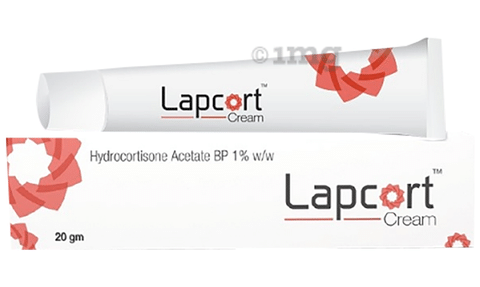 ©1mg
Lapcort™
Cream
Hydrocortisone Acetate BP 1% w/w
Lapcort™
Cream
20 gm